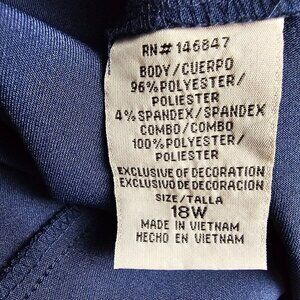 RN# 146847
BODY/CUERPO
96%POLYESTER/
POLIESTER
4%SPANDEX/SPANDEX
COMBO/COMBO
100%POLYESTER/
POLIESTER
EXCLUSIVE OF DECORATION
EXCLUSIVO DE DECORACION
SIZE/TALLA
18W
MADE IN VIETNAM
HECHO EN VIETNAM